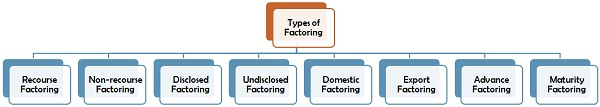 Types of
Factoring
Recourse
Factoring
Non-recourse
Factoring
Disclosed
Factoring
Undisclosed
Factoring
Domestic
Factoring
Export
Factoring
Advance
Factoring
Maturity
Factoring